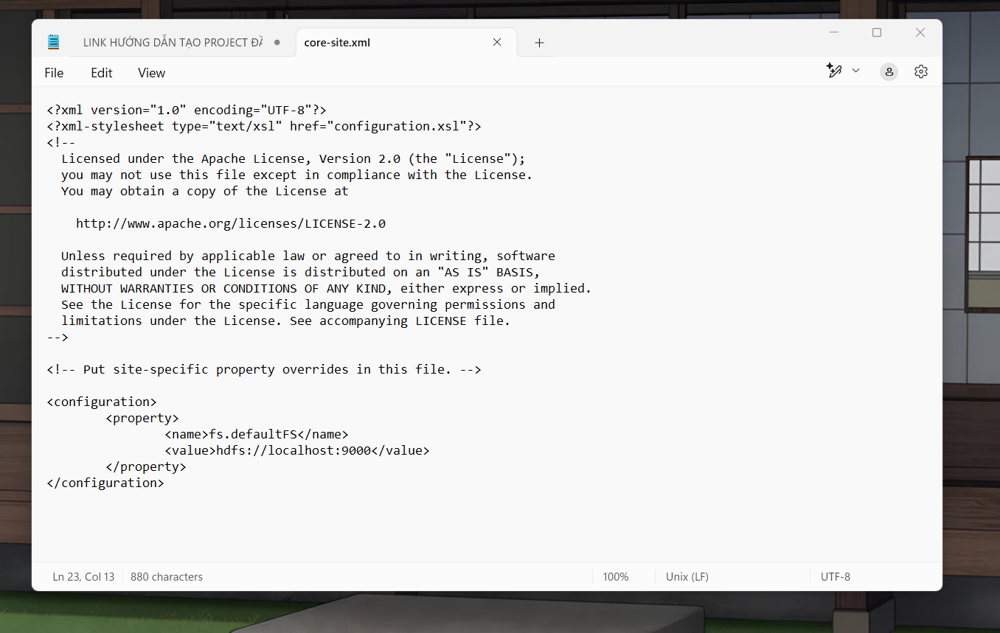 LINK HƯỚNG DẪN TẠO PROJECT
core-site.xml
File Edit View
<?xml version="1.0" encoding="UTF-8"?>
<?xml-stylesheet type="text/xsl" href="configuration.xsl"?>
<!--
  Licensed under the Apache License, Version 2.0 (the "License");
  you may not use this file except in compliance with the License.
  You may obtain a copy of the License at

    http://www.apache.org/licenses/LICENSE-2.0

  Unless required by applicable law or agreed to in writing, software
  distributed under the License is distributed on an "AS IS" BASIS,
  WITHOUT WARRANTIES OR CONDITIONS OF ANY KIND, either express or implied.
  See the License for the specific language governing permissions and
  limitations under the License. See accompanying LICENSE file.
-->

<!-- Put site-specific property overrides in this file. -->

<configuration>
        <property>
                <name>fs.defaultFS</name>
                <value>hdfs://localhost:9000</value>
        </property>
</configuration>
Ln 23, Col 13 880 characters 100% Unix (LF) UTF-8